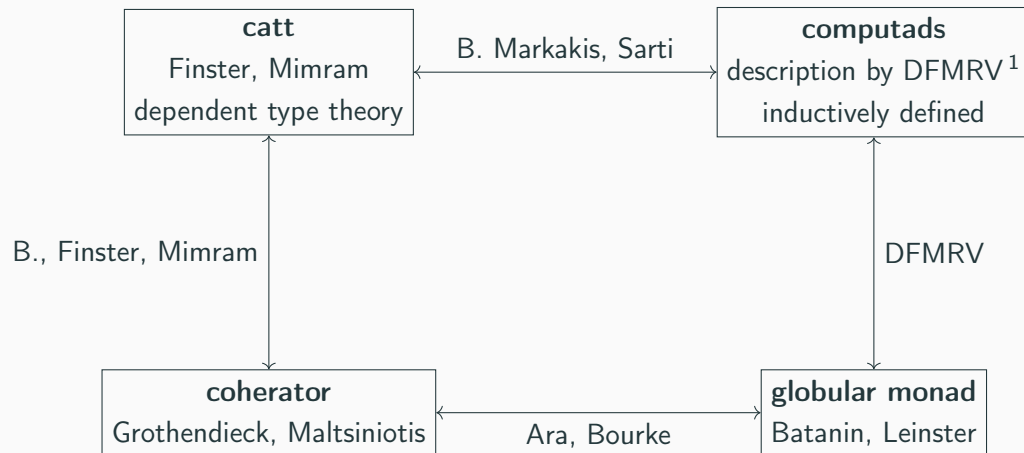 catt
Finster, Mimram
dependent type theory
B. Markakis, Sarti
computads
description by DFMRV¹
inductively defined
B., Finster, Mimram
DFMRV
coherator
Grothendieck, Maltsiniotis
Ara, Bourke
globular monad
Batanin, Leinster